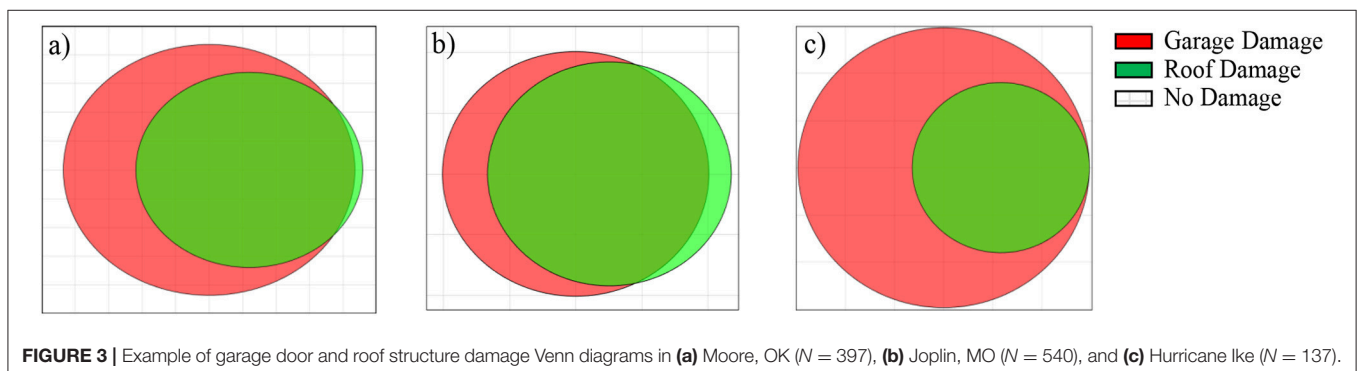 a)
b)
c)
Garage Damage
Roof Damage
No Damage
FIGURE 3 | Example of garage door and roof structure damage Venn diagrams in (a) Moore, OK (N = 397), (b) Joplin, MO (N = 540), and (c) Hurricane Ike (N = 137).